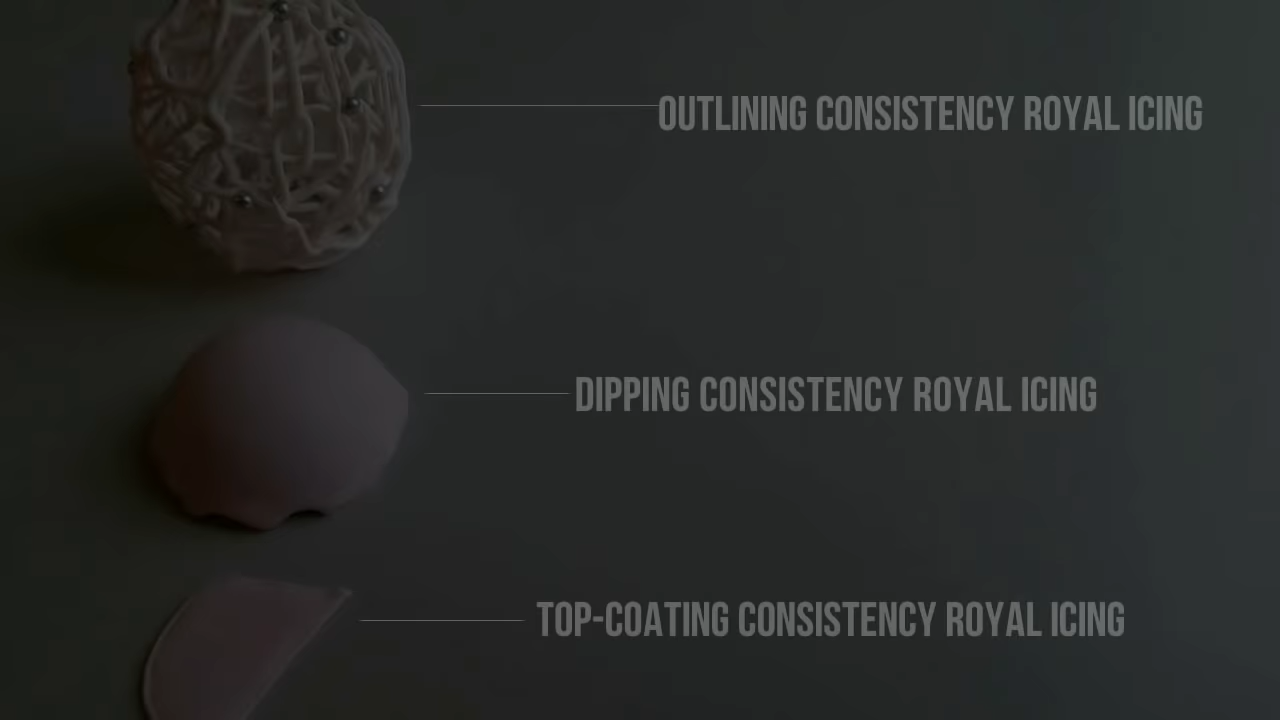 OUTLINING CONSISTENCY ROYAL ICING
DIPPING CONSISTENCY ROYAL ICING
TOP-COATING CONSISTENCY ROYAL ICING